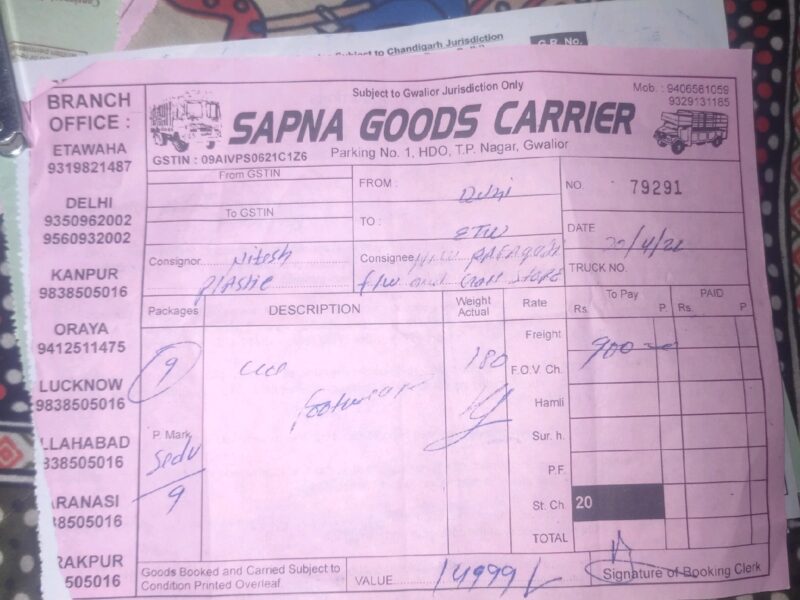 Subject to Chandigarh Jurisdiction
G.R. No.
Subject to Gwalior Jurisdiction Only
Mob. : 9406561059
9329131185
SAPNA GOODS CARRIER
GSTIN : 09AIVPS0621C1Z6
Parking No. 1, HDO, T.P. Nagar, Gwalior
BRANCH
OFFICE :
ETAWAHA
9319821487
DELHI
9350962002
9560932002
KANPUR
9838505016
ORAYA
9412511475
LUCKNOW
9838505016
LLAHABAD
838505016
ARANASI
8505016
RAKPUR
505016
From GSTIN
To GSTIN
FROM : Delhi
TO : ETW
NO. 79291
DATE
TRUCK NO.
Consignor Nitesh
Plastic
Consignee New
F/w and STORE
Packages
DESCRIPTION
Weight
Actual
Rate
To Pay
Rs. P.
PAID
Rs. P
9
footwear
180
Freight 900
F.O.V Ch.
Hamli
Sur. h.
P.F.
St. Ch. 20
TOTAL
P. Mark
9
Goods Booked and Carried Subject to
Condition Printed Overleaf.
VALUE 14999/
Signature of Booking Clerk